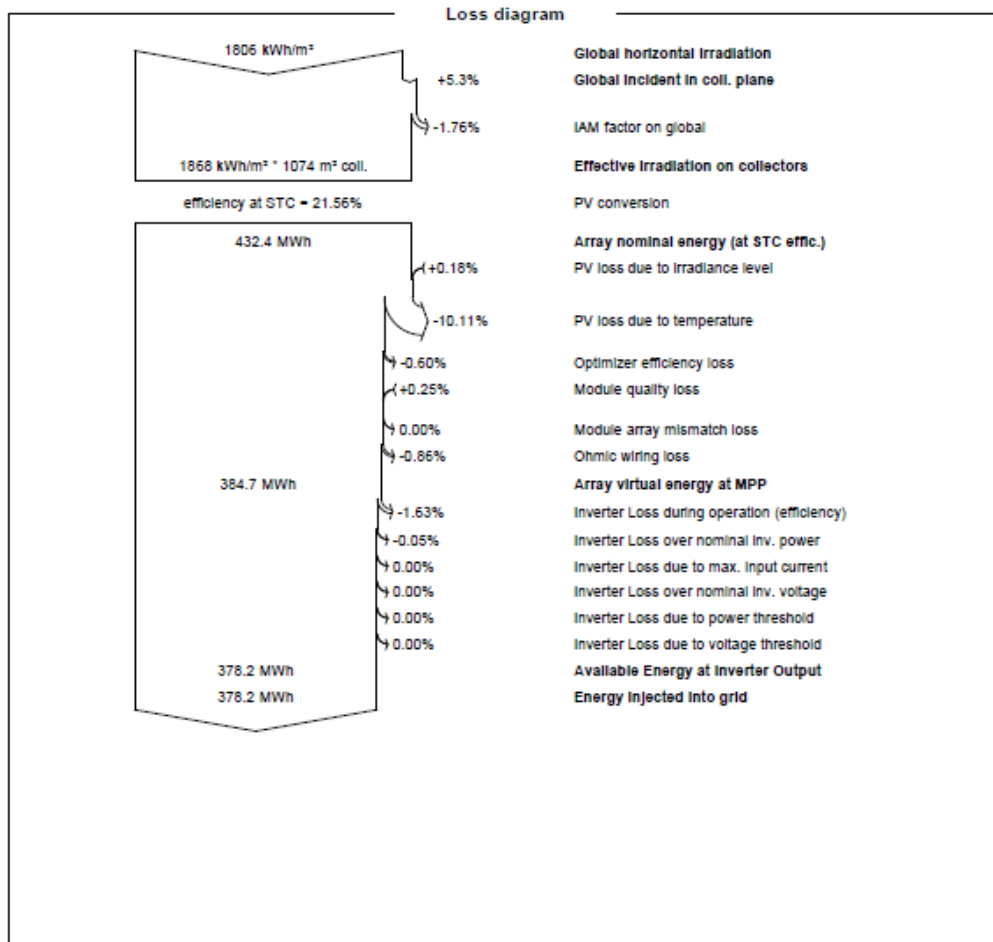 Loss diagram
1806 kWh/m² Global horizontal irradiation
+5.3% Global incident in coll. plane
-1.76% IAM factor on global
1868 kWh/m² * 1074 m² coll. Effective irradiation on collectors
efficiency at STC = 21.56% PV conversion
432.4 MWh Array nominal energy (at STC effic.)
+0.18% PV loss due to irradiance level
-10.11% PV loss due to temperature
-0.60% Optimizer efficiency loss
+0.25% Module quality loss
0.00% Module array mismatch loss
-0.86% Ohmic wiring loss
384.7 MWh Array virtual energy at MPP
-1.63% Inverter Loss during operation (efficiency)
-0.05% Inverter Loss over nominal inv. power
0.00% Inverter Loss due to max. input current
0.00% Inverter Loss over nominal inv. voltage
0.00% Inverter Loss due to power threshold
0.00% Inverter Loss due to voltage threshold
378.2 MWh Available Energy at Inverter Output
378.2 MWh Energy injected into grid